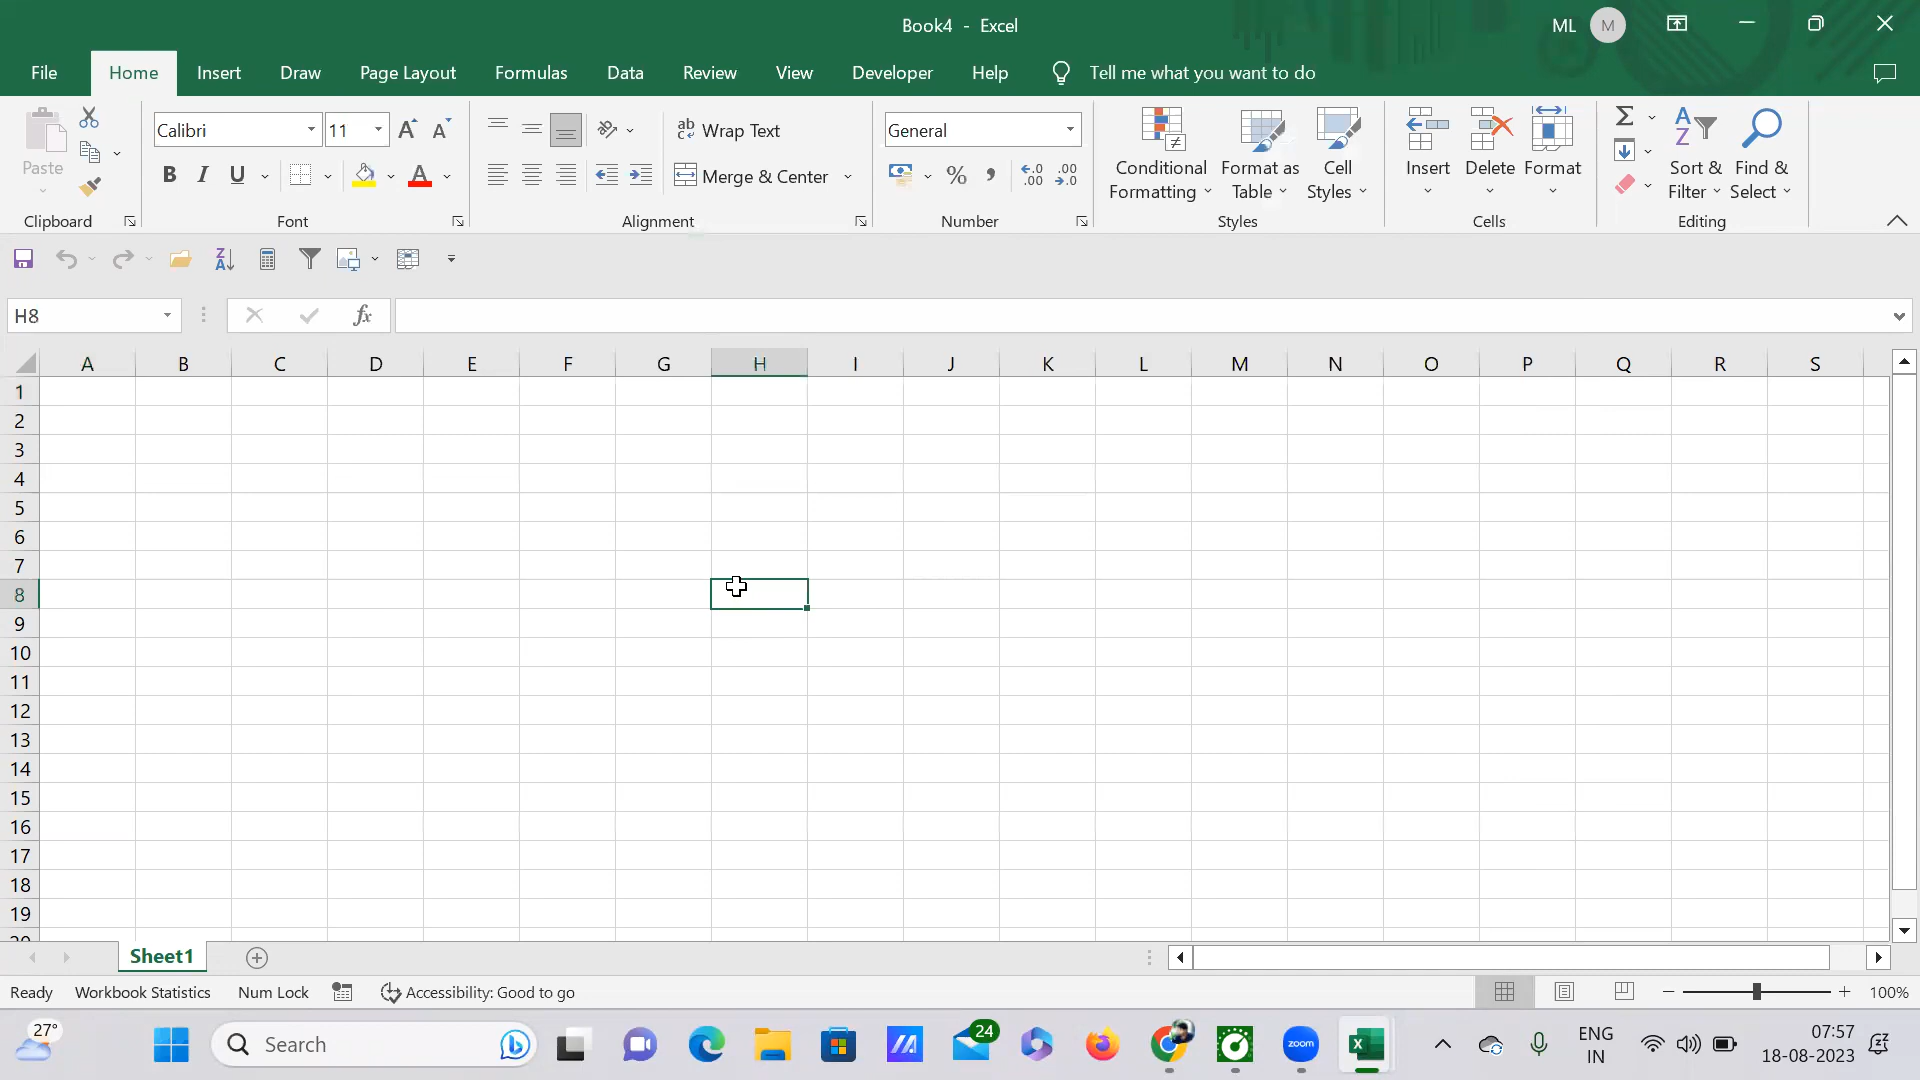 Book4 - Excel
ML M
File Home Insert Draw Page Layout Formulas Data Review View Developer Help Tell me what you want to do
Calibri 11 Wrap Text General
Paste Conditional Formatting Format as Table Cell Styles Insert Delete Format Sort & Filter Find & Select
B I U A Merge & Center % ,
Clipboard Font Alignment Number Styles Cells Editing
H8 fx
A B C D E F G H I J K L M N O P Q R S
1
2
3
4
5
6
7
8
9
10
11
12
13
14
15
16
17
18
19
Sheet1
Ready Workbook Statistics Num Lock Accessibility: Good to go 100%
27° Search 24 zoom ENG IN 07:57 18-08-2023